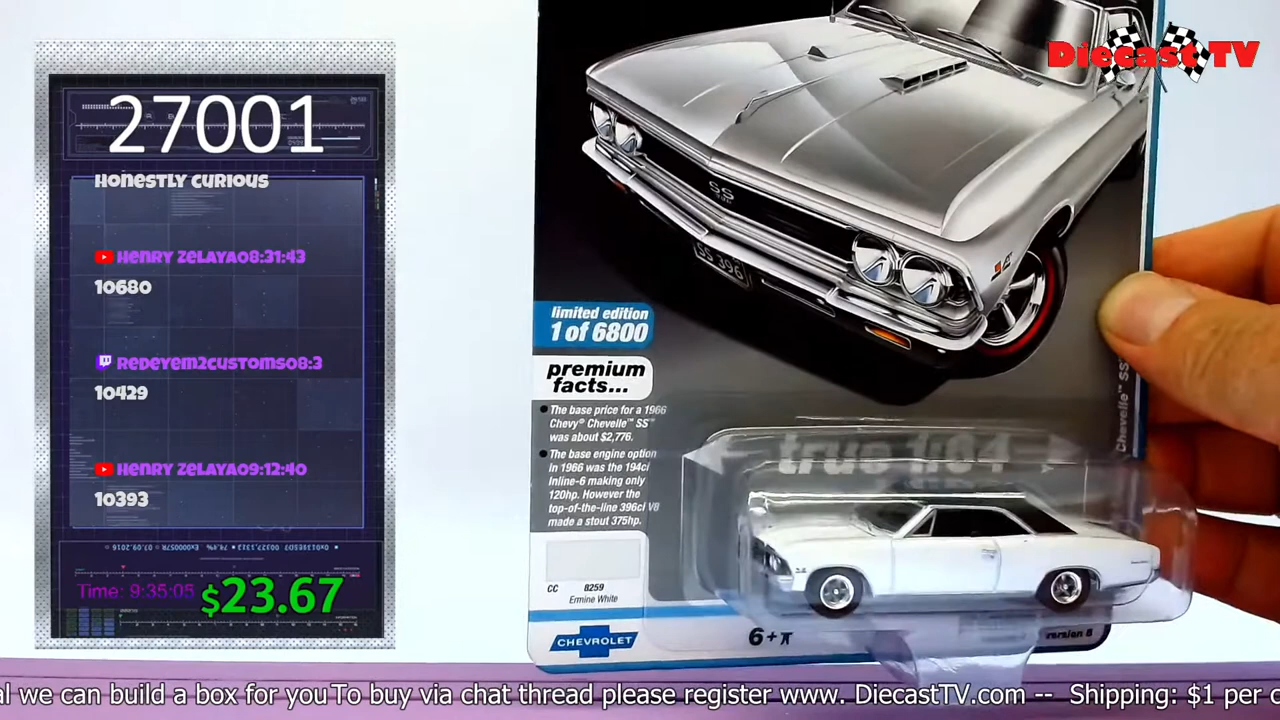 Diecast TV
27001
Honestly Curious
Henry Zelaya08:31:43
10680
RedEyeM2Customs08:3
10429
Henry Zelaya09:12:40
10393
Time: 9:35:05
$23.67
SS
SS 396
limited edition
1 of 6800
premium
facts...
The base price for a 1966
Chevy® Chevelle™ SS™
was about $2,776.
The base engine option
in 1966 was the 194ci
Inline-6 making only
120hp. However the
top-of-the-line 396ci V8
made a stout 375hp.
CC 8259
Ermine White
CHEVROLET
6+π
version B
Chevelle™ SS
al we can build a box for you To buy via chat thread please register www. DiecastTV.com -- Shipping: $1 per c